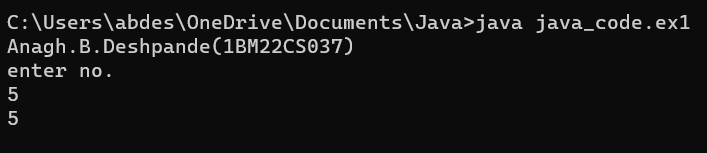 C:\Users\abdes\OneDrive\Documents\Java>java java_code.ex1
Anagh.B.Deshpande(1BM22CS037)
enter no.
5
5